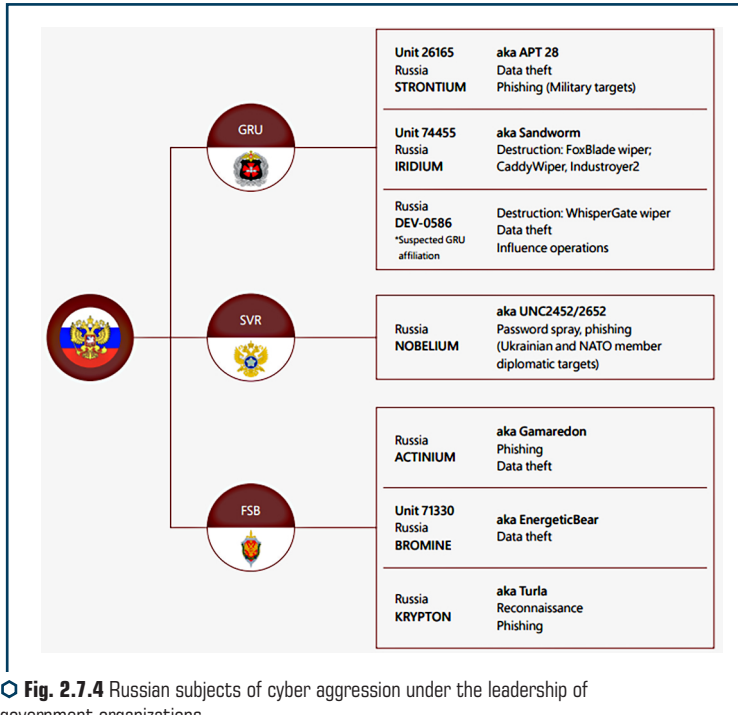 GRU
Unit 26165
Russia
STRONTIUM
aka APT 28
Data theft
Phishing (Military targets)
Unit 74455
Russia
IRIDIUM
aka Sandworm
Destruction: FoxBlade wiper;
CaddyWiper, Industroyer2
Russia
DEV-0586
*Suspected GRU
affiliation
Destruction: WhisperGate wiper
Data theft
Influence operations
SVR
Russia
NOBELIUM
aka UNC2452/2652
Password spray, phishing
(Ukrainian and NATO member
diplomatic targets)
FSB
Russia
ACTINIUM
aka Gamaredon
Phishing
Data theft
Unit 71330
Russia
BROMINE
aka EnergeticBear
Data theft
Russia
KRYPTON
aka Turla
Reconnaissance
Phishing
Fig. 2.7.4 Russian subjects of cyber aggression under the leadership of
government organizations